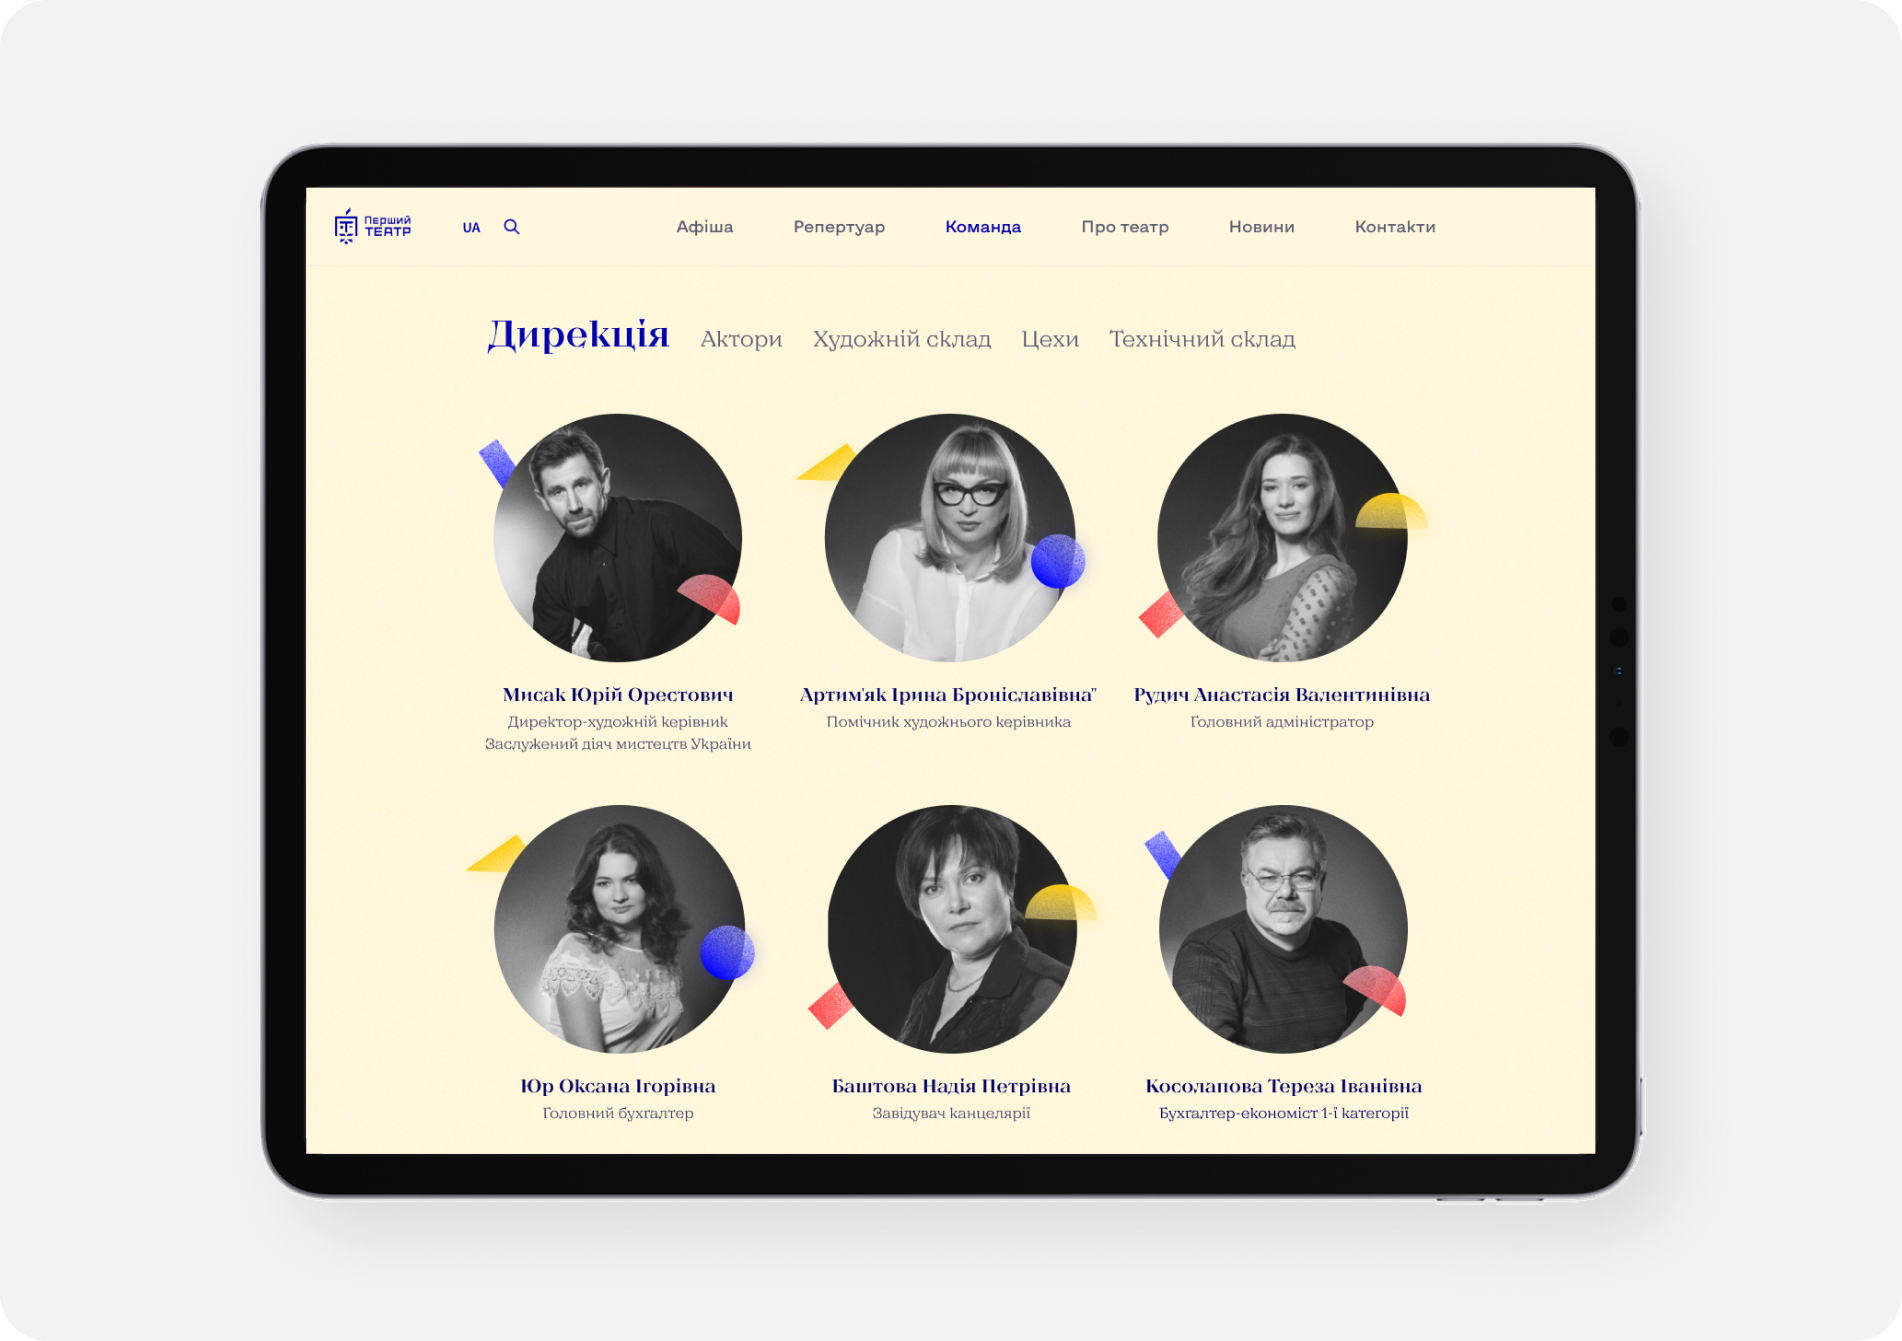 Перший
ТЕАТР
UA
Афіша
Репертуар
Команда
Про театр
Новини
Контакти
Дирекція
Актори
Художній склад
Цехи
Технічний склад
Мисак Юрій Орестович
Директор-художній керівник
Заслужений діяч мистецтв України
Артим'як Ірина Броніславівна"
Помічник художнього керівника
Рудич Анастасія Валентинівна
Головний адміністратор
Юр Оксана Ігорівна
Головний бухгалтер
Баштова Надія Петрівна
Завідувач канцелярії
Косолапова Тереза Іванівна
Бухгалтер-економіст 1-ї категорії